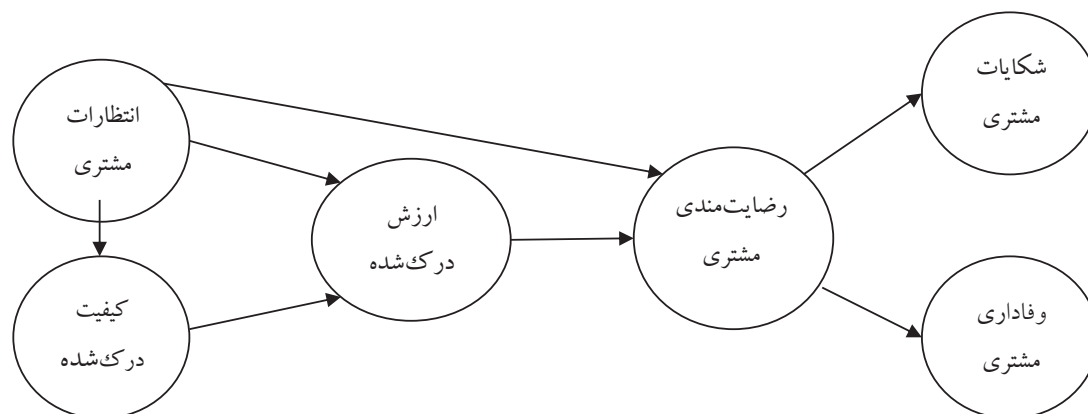 انتظارات
مشتری
کیفیت
درک‌شده
ارزش
درک‌شده
رضایت‌مندی
مشتری
شکایات
مشتری
وفاداری
مشتری